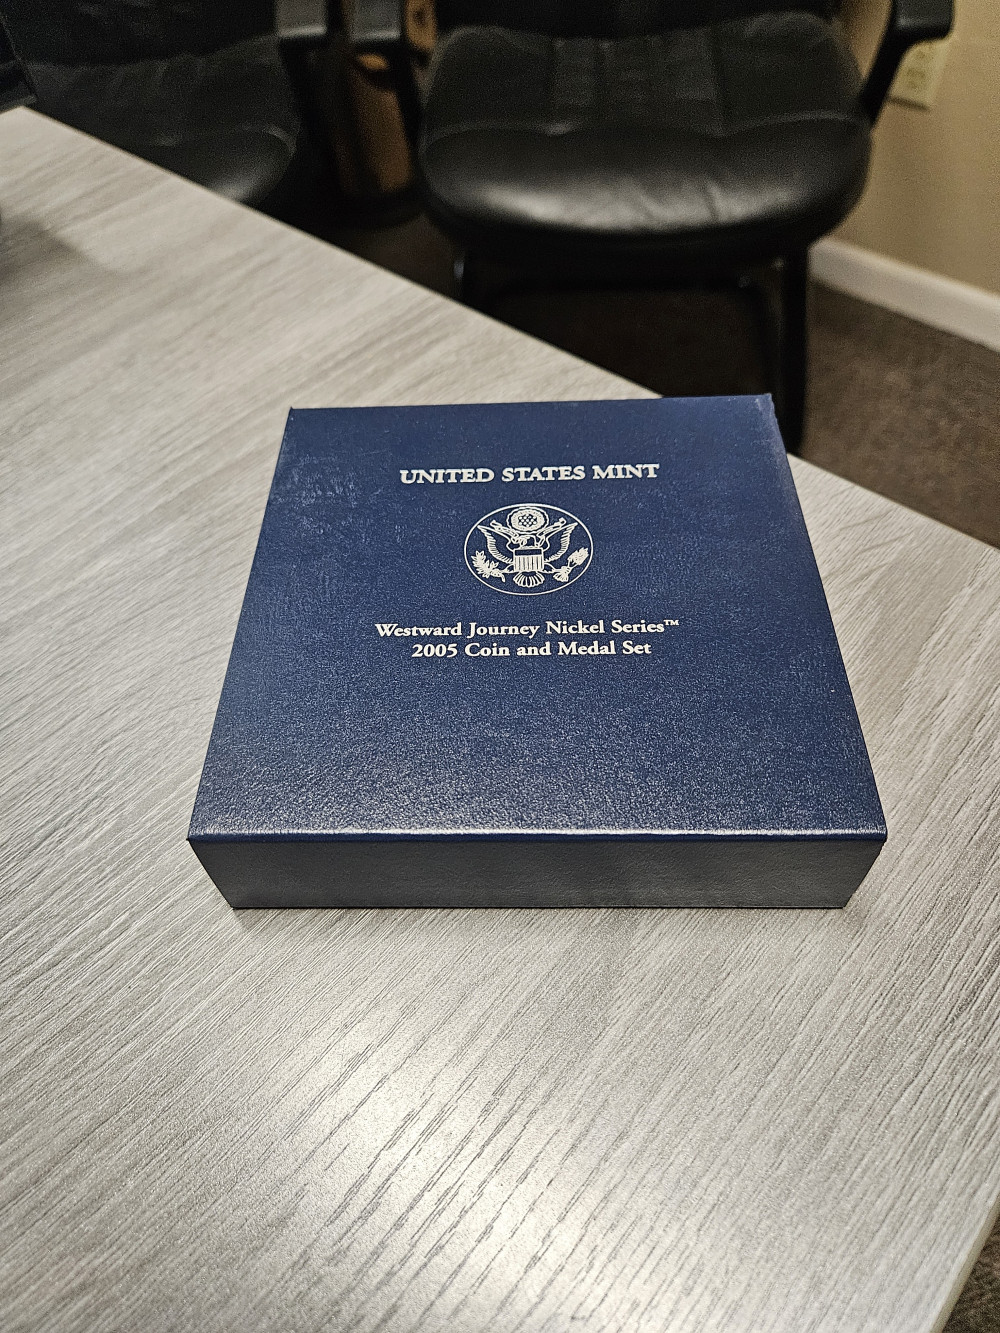 UNITED STATES MINT
Westward Journey Nickel Series™
2005 Coin and Medal Set